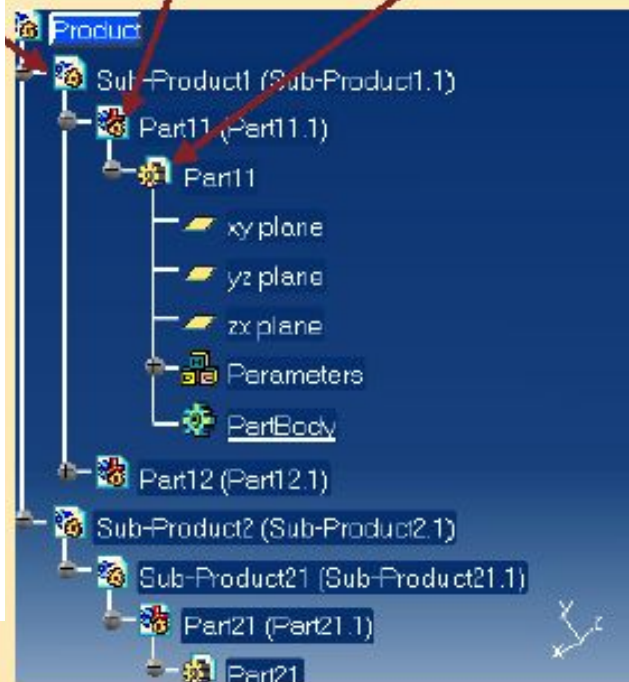 Product
Sub-Product1 (Sub-Product1.1)
Part11 (Part11.1)
Part11
xy plane
yz plane
zx plane
Parameters
PartBody
Part12 (Part12.1)
Sub-Product2 (Sub-Product2.1)
Sub-Product21 (Sub-Product21.1)
Part21 (Part21.1)
Part21
y
z
x